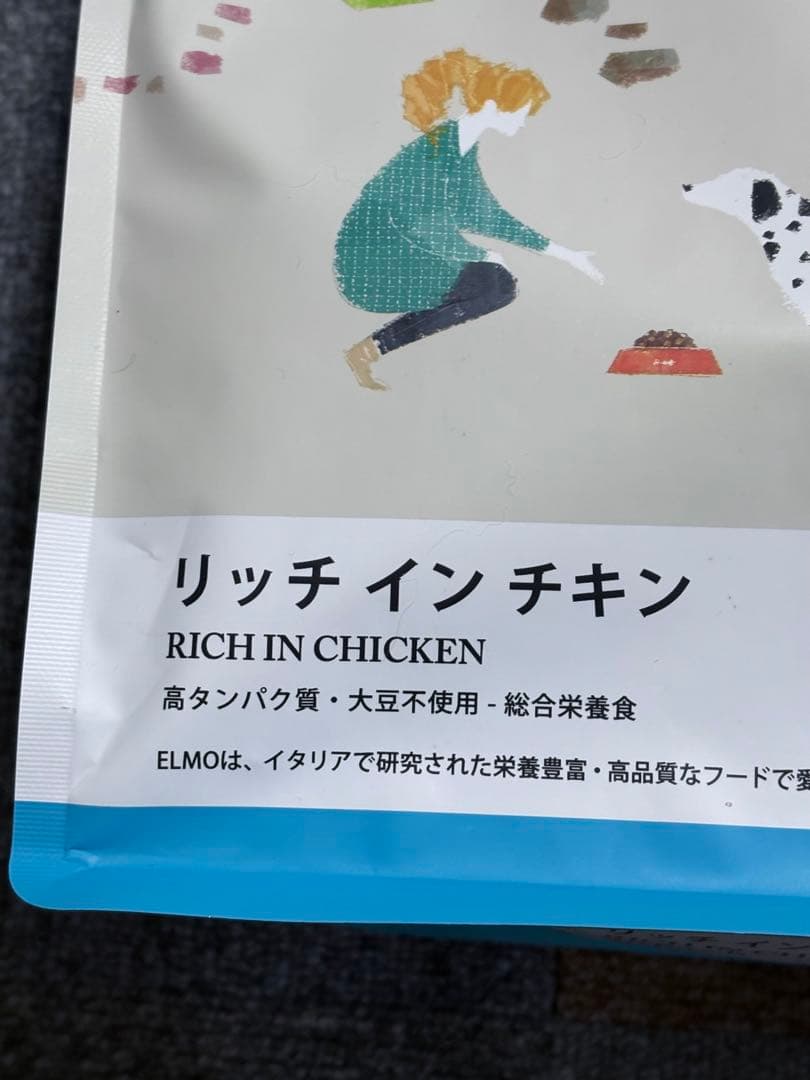 リッチ イン チキン
RICH IN CHICKEN
高タンパク質・大豆不使用 - 総合栄養食
ELMOは、イタリアで研究された栄養豊富・高品質なフードで愛